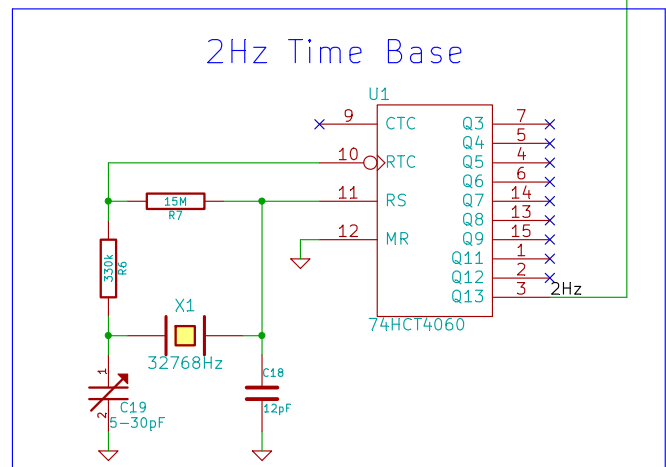 2Hz Time Base
U1
9 CTC Q3 7
Q4 5
10 RTC Q5 4
Q6 6
15M 11 RS Q7 14
R7 Q8 13
12 MR Q9 15
330k R6 Q11 1
Q12 2
Q13 3 2Hz
X1 74HCT4060
32768Hz
1 C18
2 C19 12pF
5-30pF